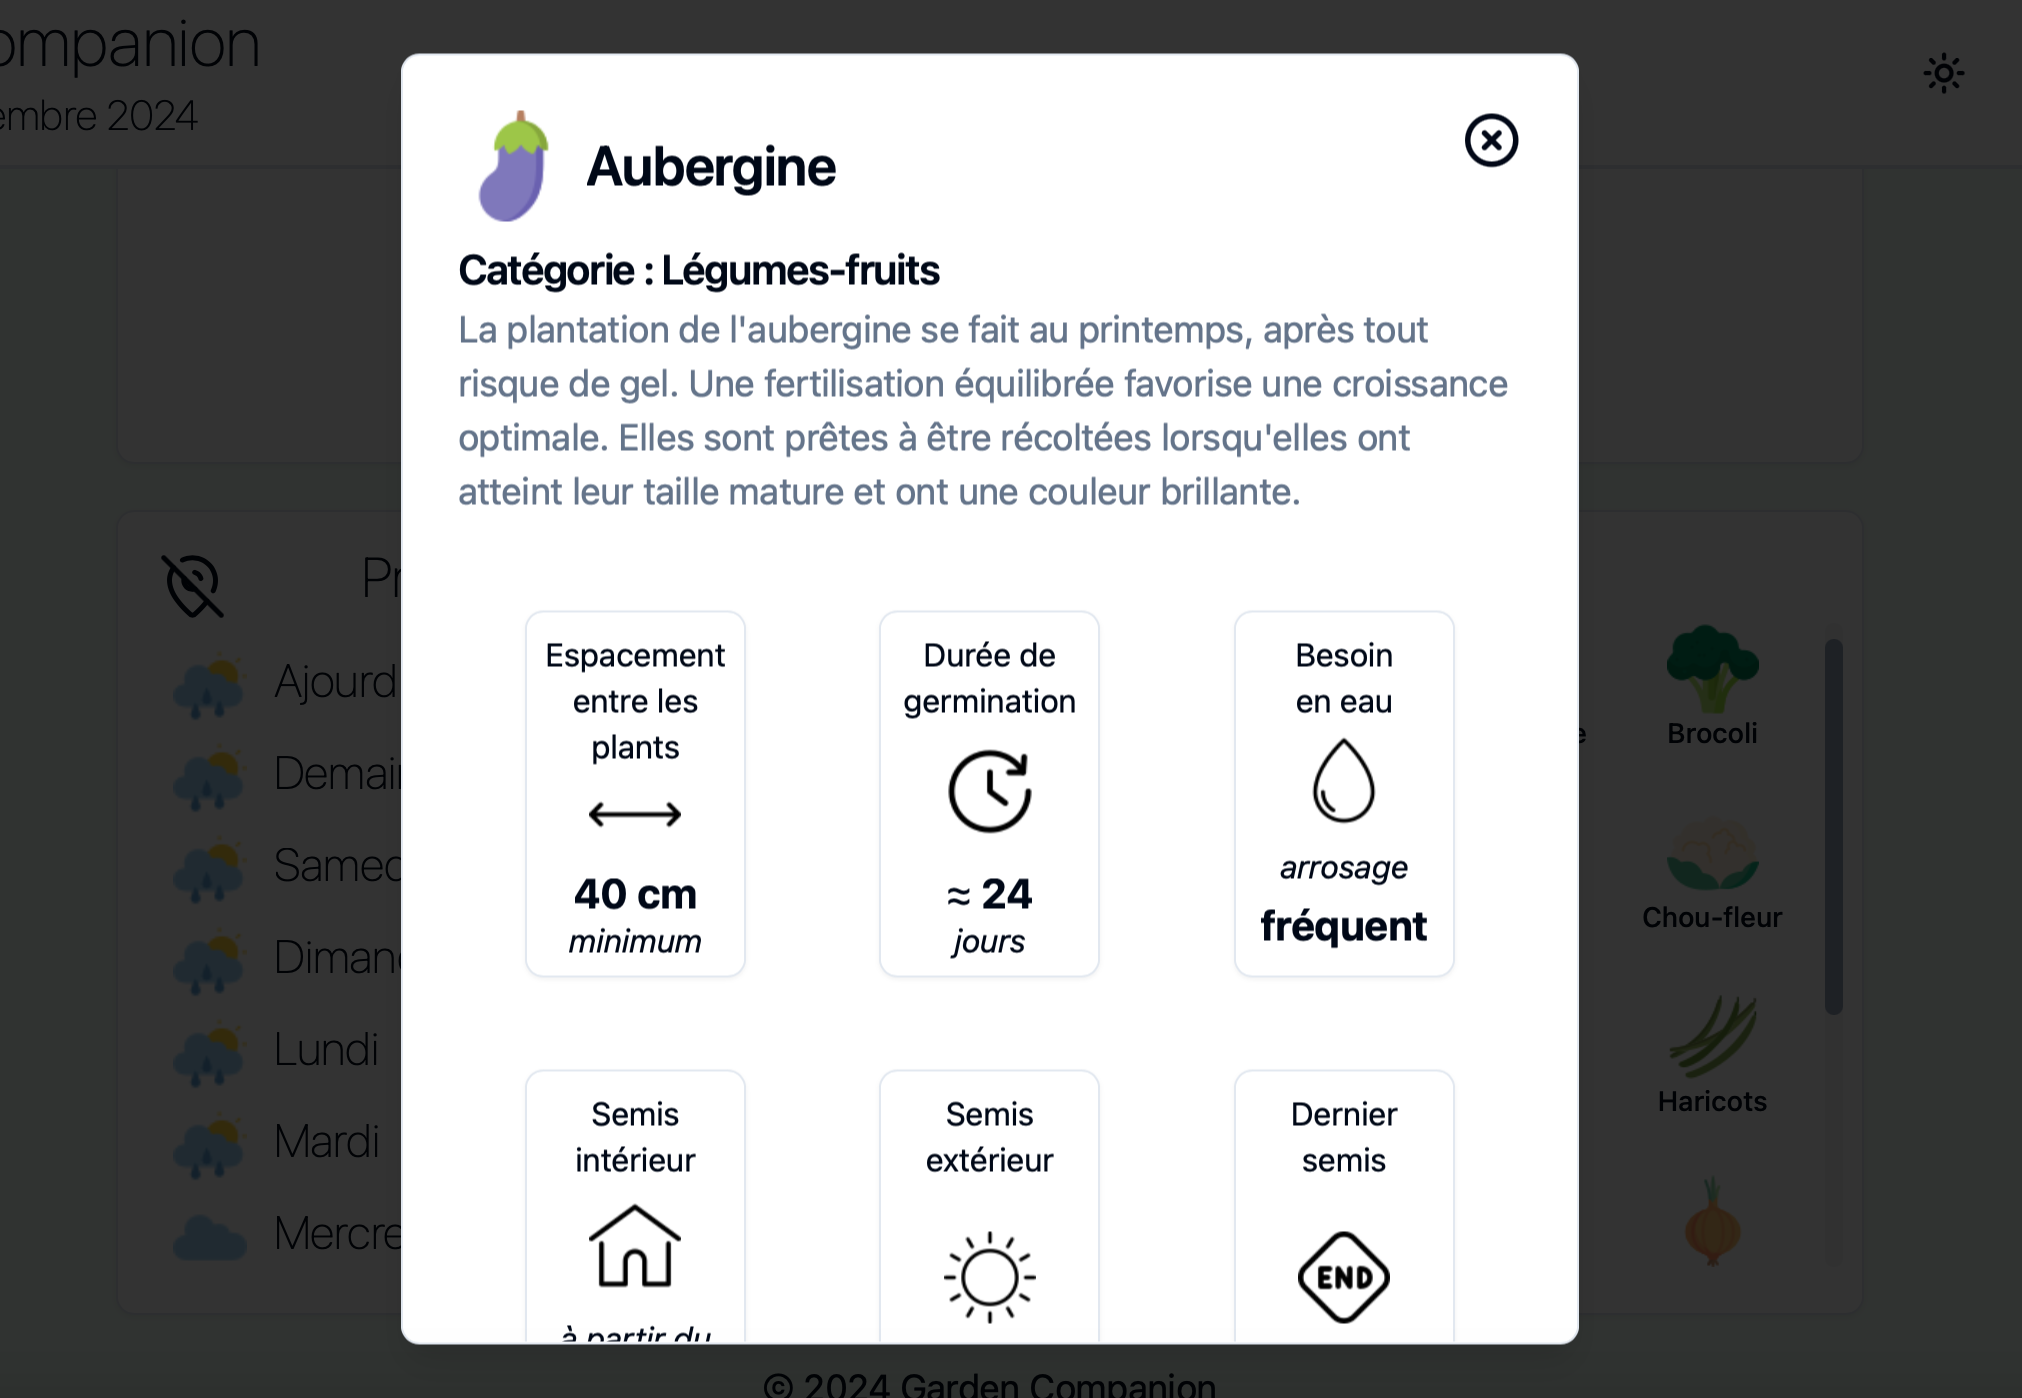 ompanion
embre 2024
Aubergine
Catégorie : Légumes-fruits
La plantation de l'aubergine se fait au printemps, après tout
risque de gel. Une fertilisation équilibrée favorise une croissance
optimale. Elles sont prêtes à être récoltées lorsqu'elles ont
atteint leur taille mature et ont une couleur brillante.
Espacement
entre les
plants
40 cm
minimum
Durée de
germination
≈ 24
jours
Besoin
en eau
arrosage
fréquent
Semis
intérieur
à partir du
Semis
extérieur
Dernier
semis
END
Pr
Ajourd
Demain
Samed
Dimanc
Lundi
Mardi
Mercre
e
Brocoli
Chou-fleur
Haricots
© 2024 Garden Companion